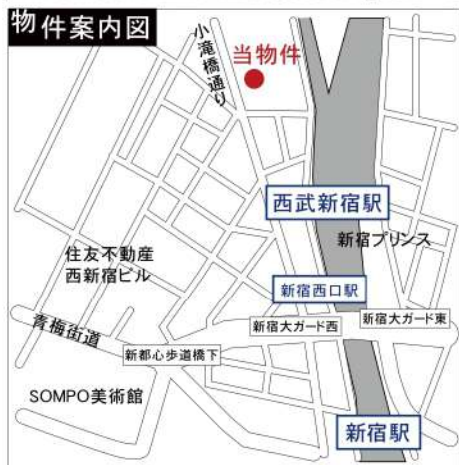 物件案内図
小滝橋通り
当物件
西武新宿駅
新宿プリンス
住友不動産
西新宿ビル
新宿西口駅
青梅街道
新宿大ガード西
新宿大ガード東
新都心歩道橋下
SOMPO美術館
新宿駅